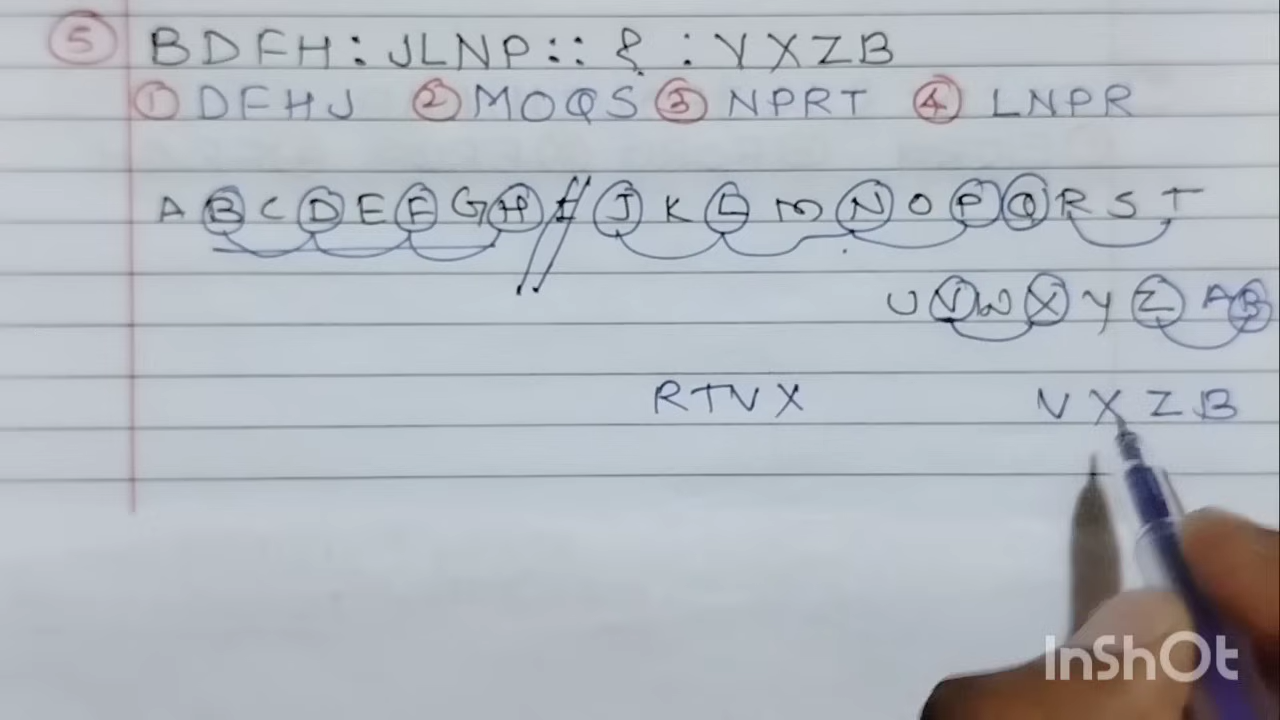 5 BDFH : JLNP :: ? : VXZB
1 DFHJ 2 MOQS 3 NPRT 4 LNPR
A B C D E F G H I // J K L M N O P Q R S T
U V W X Y Z A B
RTVX VXZB
InShOt